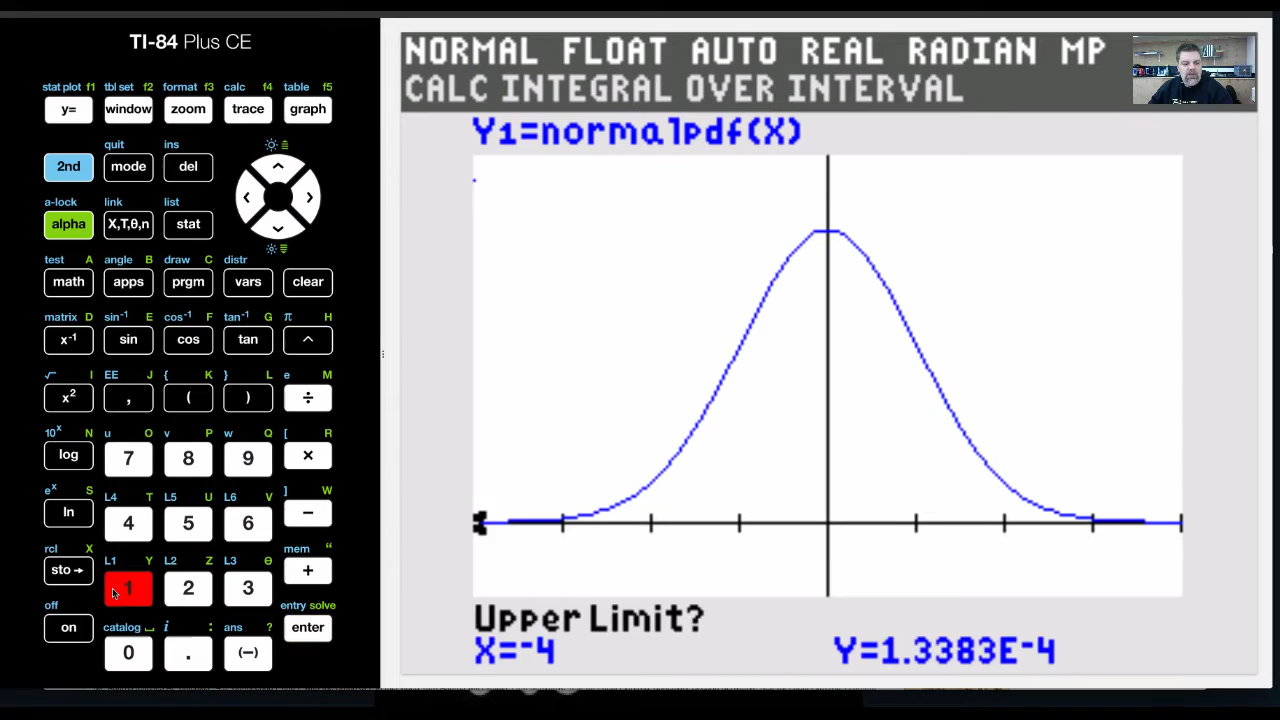 TI-84 Plus CE
stat plot f1 tbl set f2 format f3 calc f4 table f5
y= window zoom trace graph
quit ins
2nd mode del
a-lock link list
alpha X,T,θ,n stat
test A angle B draw C distr
math apps prgm vars clear
matrix D sin-1 E cos-1 F tan-1 G π H
x-1 sin cos tan ^
√ I EE J { K } L e M
x2 , ( ) ÷
10x N u O v P w Q [ R
log 7 8 9 ×
ex S L4 T L5 U L6 V ] W
ln 4 5 6 −
rcl X L1 Y L2 Z L3 θ mem “
sto→ 1 2 3 +
off catalog ⎵ i : ans ? entry solve
on 0 . (−) enter
NORMAL FLOAT AUTO REAL RADIAN MP
CALC INTEGRAL OVER INTERVAL
Y1=normalpdf(X)
Upper Limit?
X=-4 Y=1.3383E-4